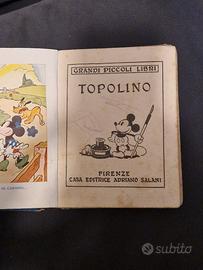 GRANDI PICCOLI LIBRI
TOPOLINO
FIRENZE
CASA EDITRICE ADRIANO SALANI
subito